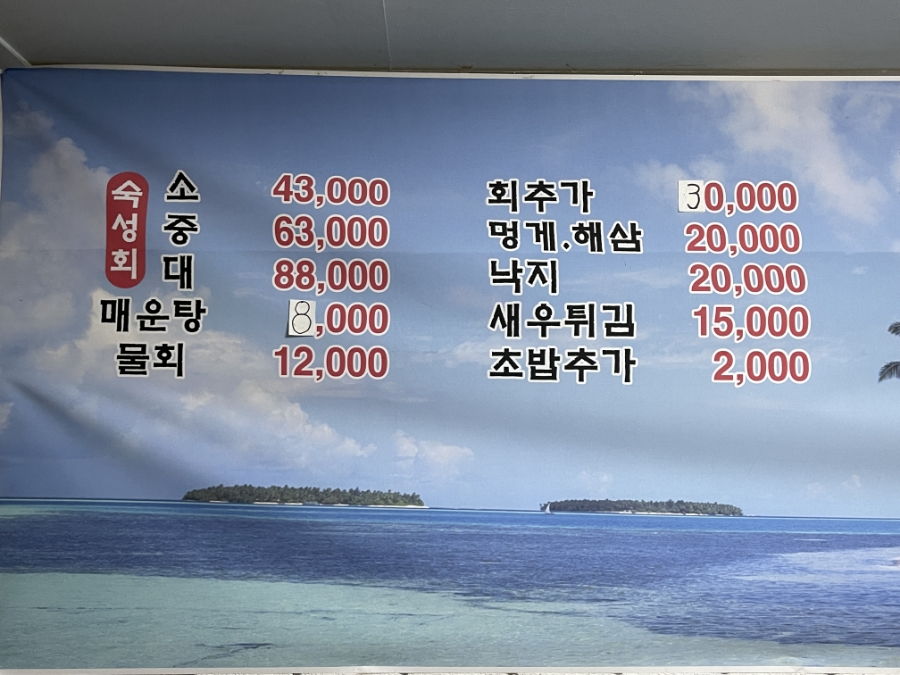 숙성회
소 43,000
중 63,000
대 88,000
매운탕 8,000
물회 12,000
회추가 30,000
멍게.해삼 20,000
낙지 20,000
새우튀김 15,000
초밥추가 2,000